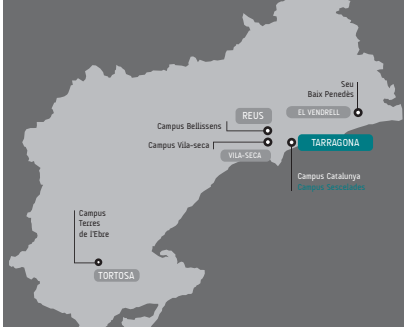 Seu
Baix Penedès
EL VENDRELL
REUS
Campus Bellissens
Campus Vila-seca
VILA-SECA
TARRAGONA
Campus Catalunya
Campus Sescelades
Campus
Terres
de l'Ebre
TORTOSA